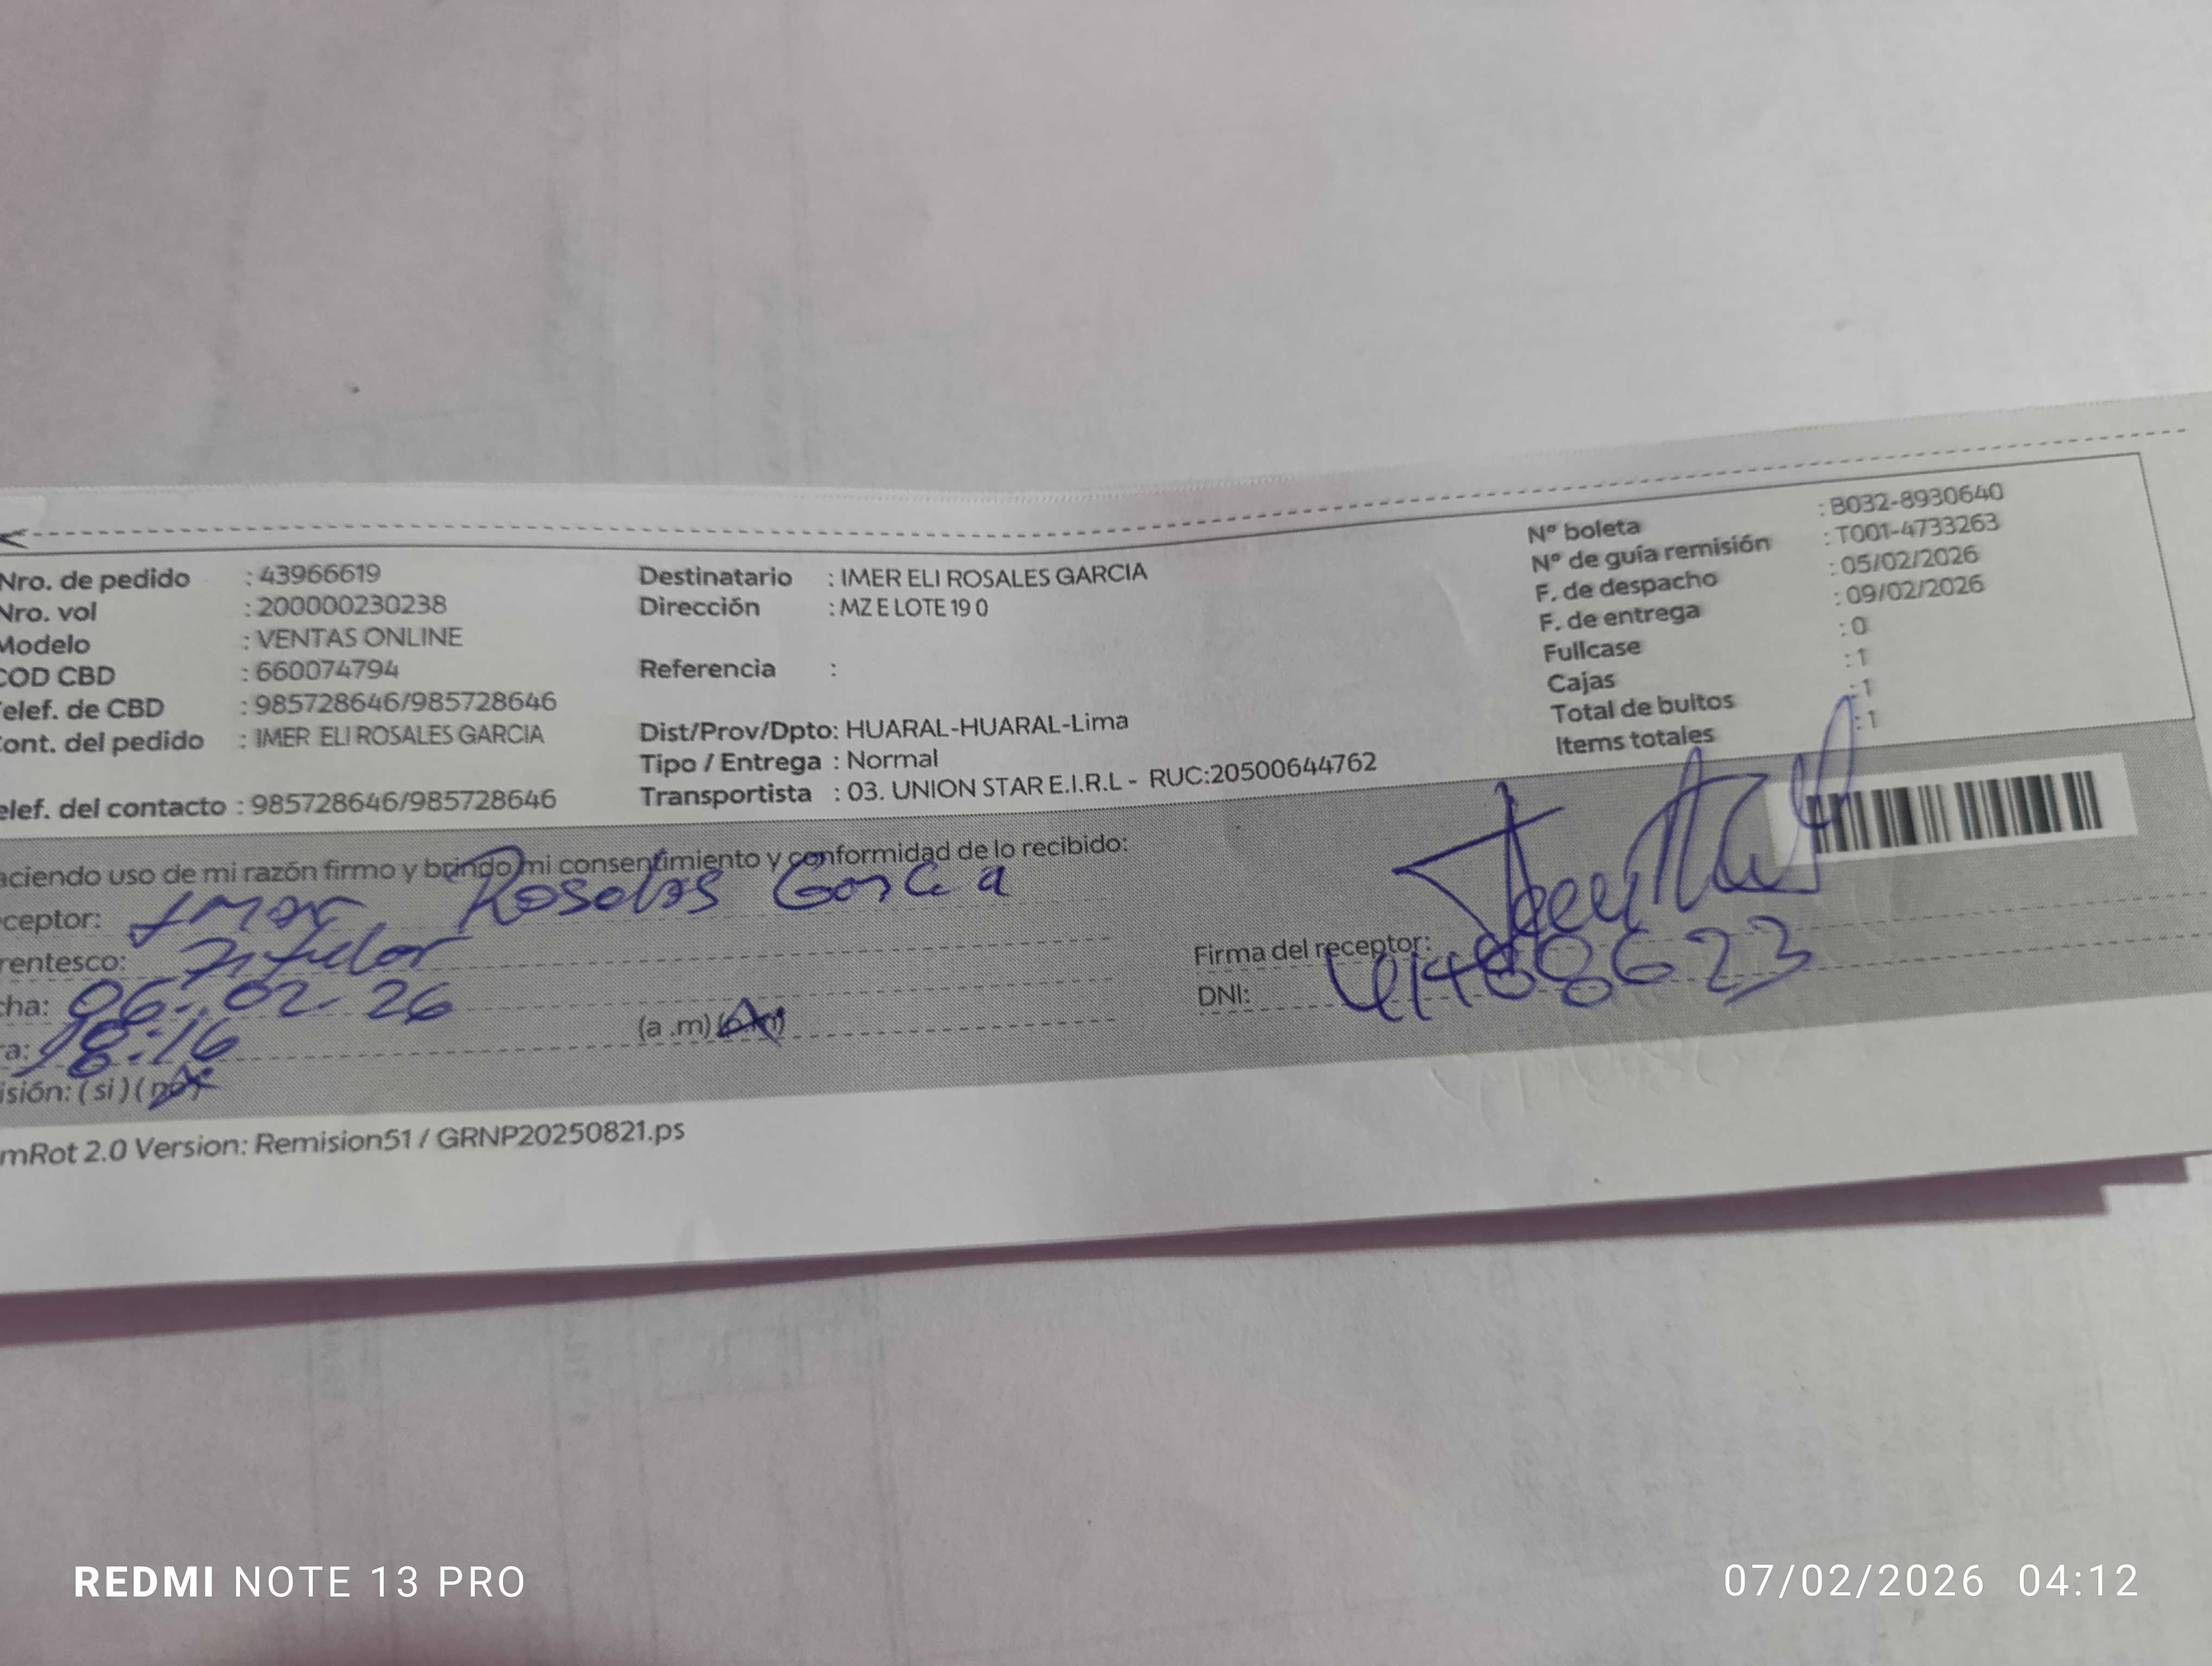 Nro. de pedido : 43966619
Nro. vol : 200000230238
Modelo : VENTAS ONLINE
COD CBD : 660074794
elef. de CBD : 985728646/985728646
ont. del pedido : IMER ELI ROSALES GARCIA
elef. del contacto : 985728646/985728646
Destinatario : IMER ELI ROSALES GARCIA
Dirección : MZ E LOTE 19 0
Referencia :
Dist/Prov/Dpto: HUARAL-HUARAL-Lima
Tipo / Entrega : Normal
Transportista : 03. UNION STAR E.I.R.L - RUC:20500644762
Nº boleta : B032-8930640
Nº de guía remisión : T001-4733263
F. de despacho : 05/02/2026
F. de entrega : 09/02/2026
Fullcase : 0
Cajas : 1
Total de bultos : 1
Items totales : 1
aciendo uso de mi razón firmo y brindo mi consentimiento y conformidad de lo recibido:
ceptor: Imer Rosales Garcia
rentesco: Titular
cha: 06-02-26
ra: 18:16 (a .m) (p.m)
isión: ( si ) ( no )
Firma del receptor:
DNI:
mRot 2.0 Version: Remision51 / GRNP20250821.ps
REDMI NOTE 13 PRO
07/02/2026 04:12